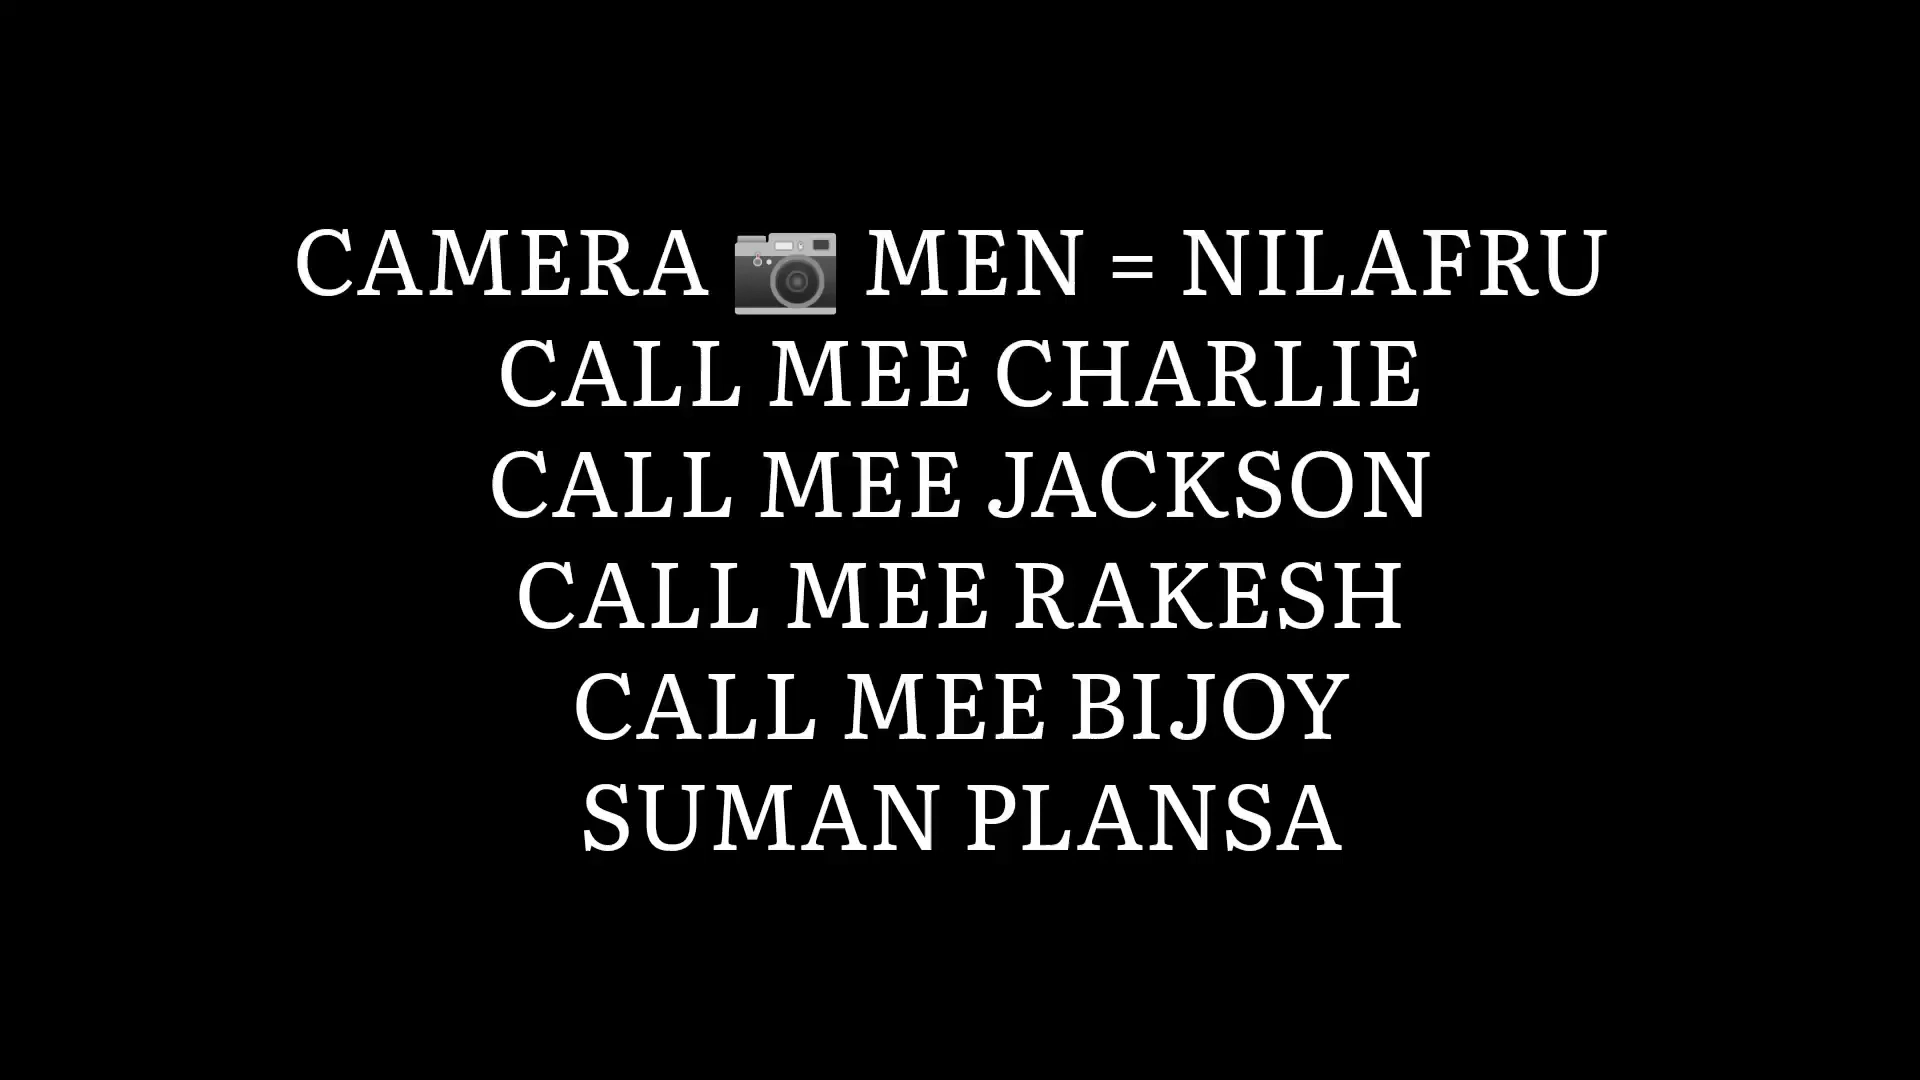 CAMERA 📷 MEN = NILAFRU
CALL MEE CHARLIE
CALL MEE JACKSON
CALL MEE RAKESH
CALL MEE BIJOY
SUMAN PLANSA